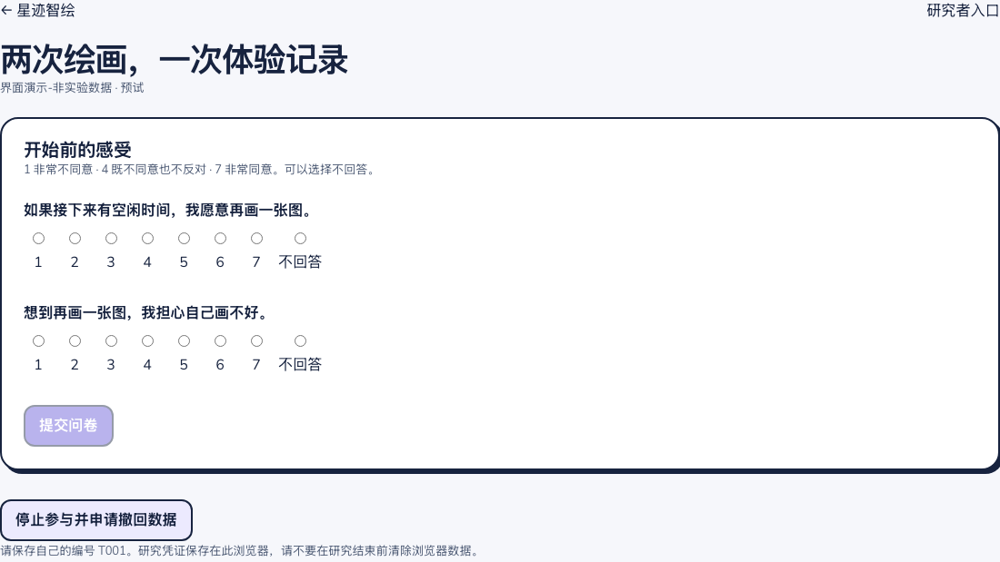 ← 星迹智绘 研究者入口
两次绘画，一次体验记录
界面演示-非实验数据 · 预试
开始前的感受
1 非常不同意 · 4 既不同意也不反对 · 7 非常同意。可以选择不回答。
如果接下来有空闲时间，我愿意再画一张图。
1 2 3 4 5 6 7 不回答
想到再画一张图，我担心自己画不好。
1 2 3 4 5 6 7 不回答
提交问卷
停止参与并申请撤回数据
请保存自己的编号 T001。研究凭证保存在此浏览器，请不要在研究结束前清除浏览器数据。